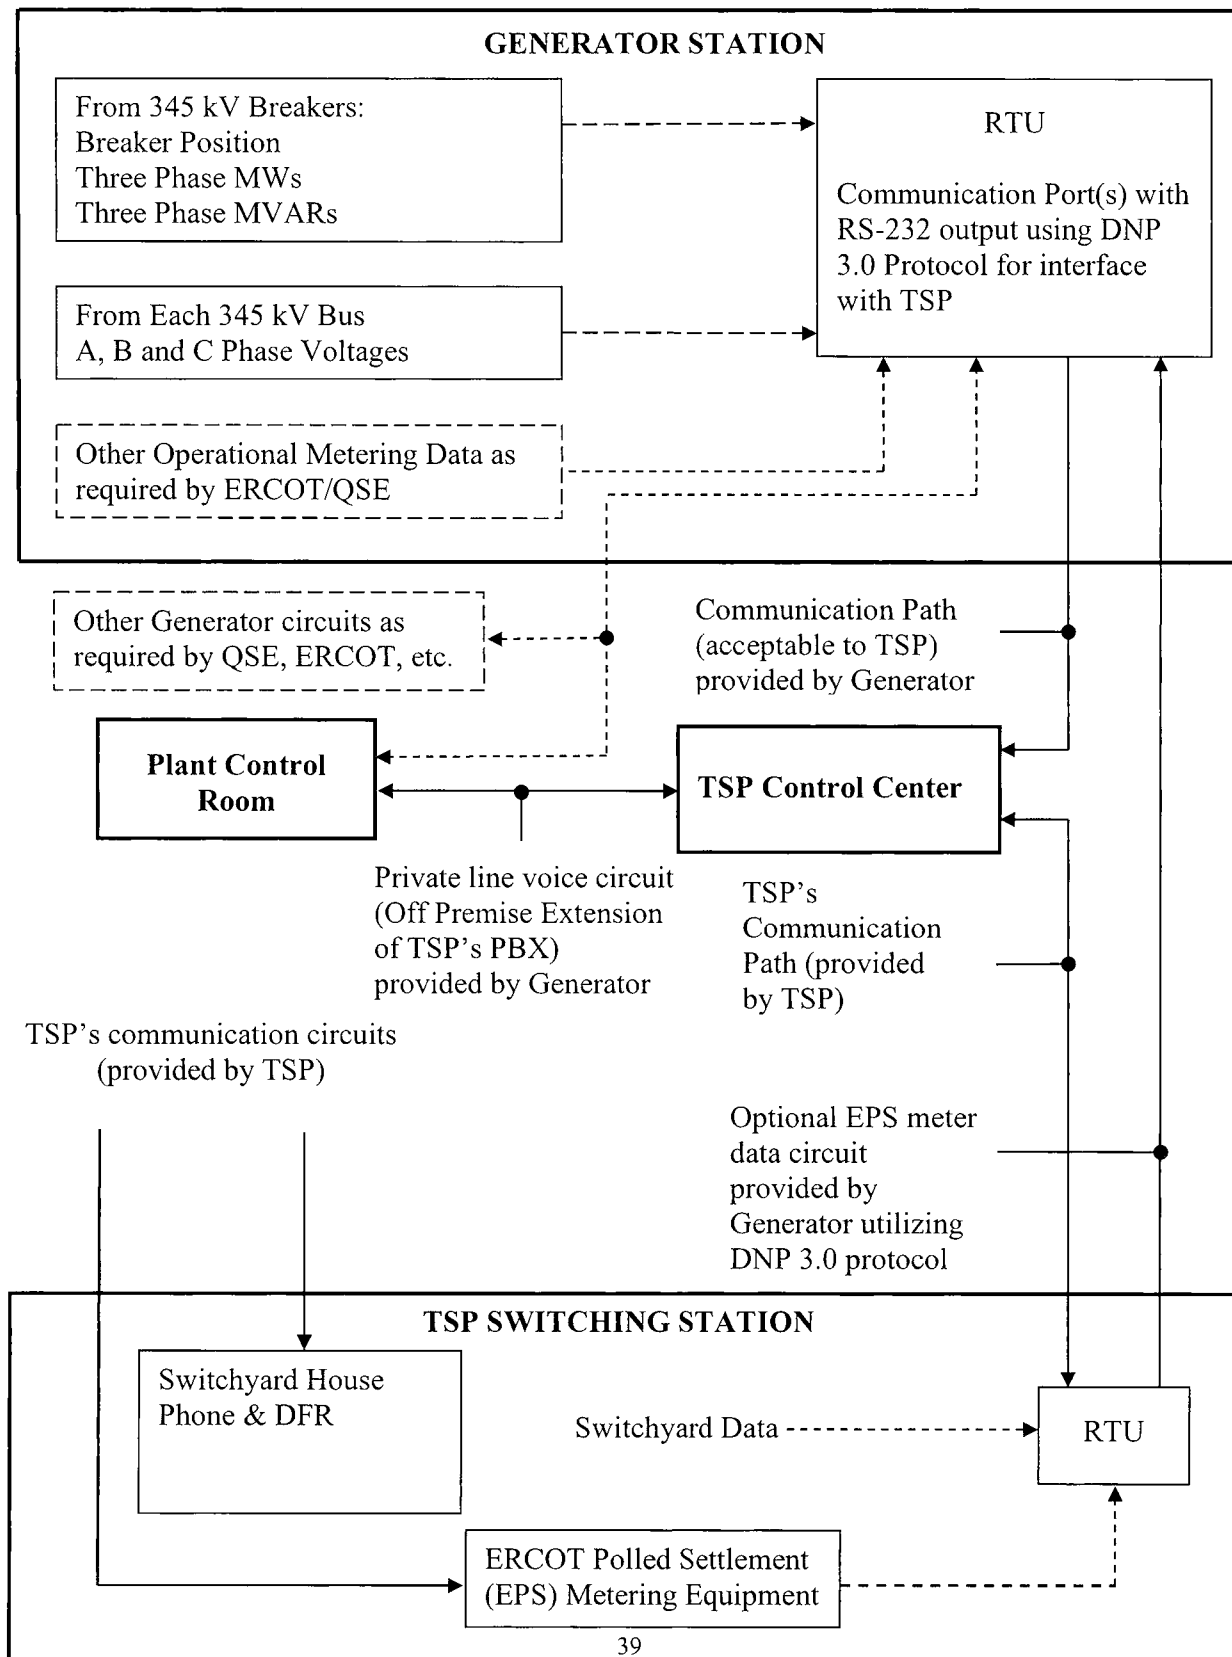 GENERATOR STATION
From 345 kV Breakers:
Breaker Position
Three Phase MWs
Three Phase MVARs
RTU
Communication Port(s) with
RS-232 output using DNP
3.0 Protocol for interface
with TSP
From Each 345 kV Bus
A, B and C Phase Voltages
Other Operational Metering Data as
required by ERCOT/QSE
Other Generator circuits as
required by QSE, ERCOT, etc.
Communication Path
(acceptable to TSP)
provided by Generator
Plant Control
Room
TSP Control Center
Private line voice circuit
(Off Premise Extension
of TSP's PBX)
provided by Generator
TSP's
Communication
Path (provided
by TSP)
TSP's communication circuits
(provided by TSP)
Optional EPS meter
data circuit
provided by
Generator utilizing
DNP 3.0 protocol
TSP SWITCHING STATION
Switchyard House
Phone & DFR
Switchyard Data
RTU
ERCOT Polled Settlement
(EPS) Metering Equipment
39